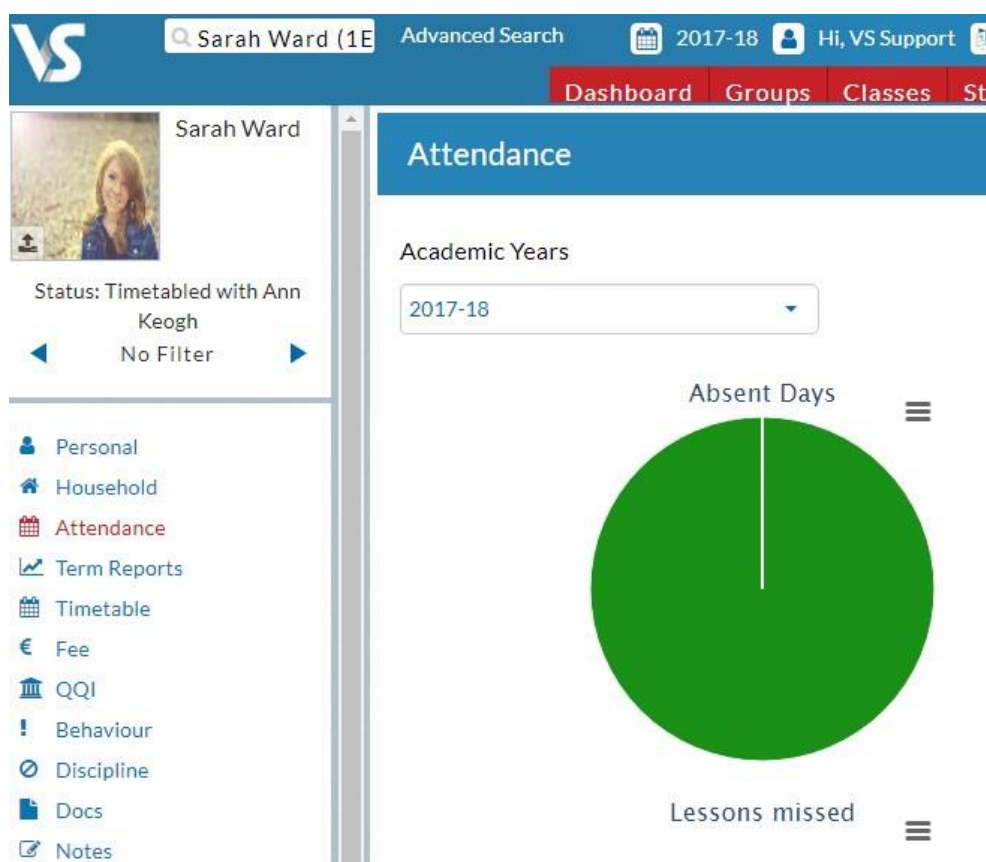 VS
Sarah Ward (1E
Advanced Search
2017-18
Hi, VS Support
Dashboard
Groups
Classes
St
Sarah Ward
Status: Timetabled with Ann
Keogh
No Filter
Personal
Household
Attendance
Term Reports
Timetable
€ Fee
QQI
! Behaviour
Discipline
Docs
Notes
Attendance
Academic Years
2017-18
Absent Days
Lessons missed